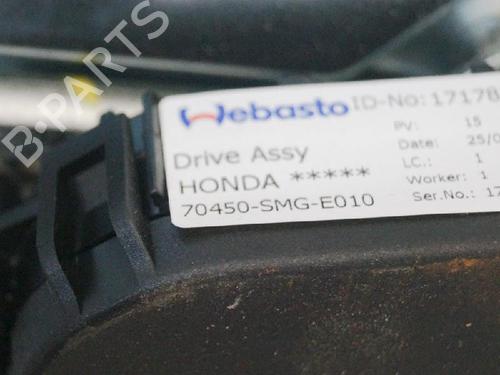 B-PARTS
Webasto ID-No:17178
PV: 15
Drive Assy Date: 25/0
LC.: 1
HONDA ***** Worker: 1
70450-SMG-E010 Ser.No.: 17